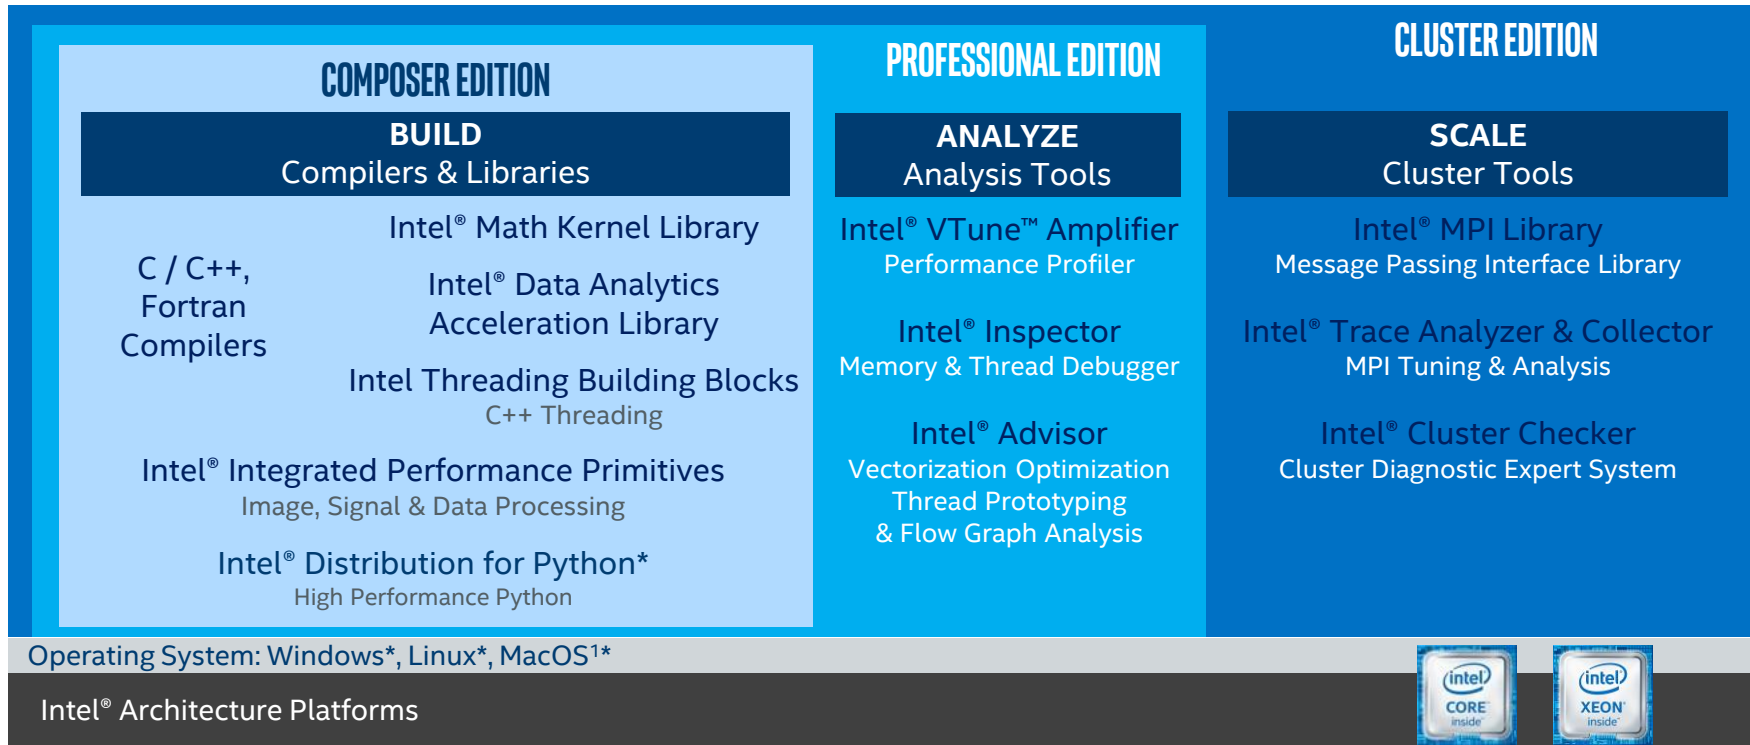 COMPOSER EDITION
BUILD
Compilers & Libraries
C / C++,
Fortran
Compilers
Intel® Math Kernel Library
Intel® Data Analytics
Acceleration Library
Intel Threading Building Blocks
C++ Threading
Intel® Integrated Performance Primitives
Image, Signal & Data Processing
Intel® Distribution for Python*
High Performance Python
PROFESSIONAL EDITION
ANALYZE
Analysis Tools
Intel® VTune™ Amplifier
Performance Profiler
Intel® Inspector
Memory & Thread Debugger
Intel® Advisor
Vectorization Optimization
Thread Prototyping
& Flow Graph Analysis
CLUSTER EDITION
SCALE
Cluster Tools
Intel® MPI Library
Message Passing Interface Library
Intel® Trace Analyzer & Collector
MPI Tuning & Analysis
Intel® Cluster Checker
Cluster Diagnostic Expert System
Operating System: Windows*, Linux*, MacOS¹*
Intel® Architecture Platforms
intel
CORE
inside
intel
XEON
inside